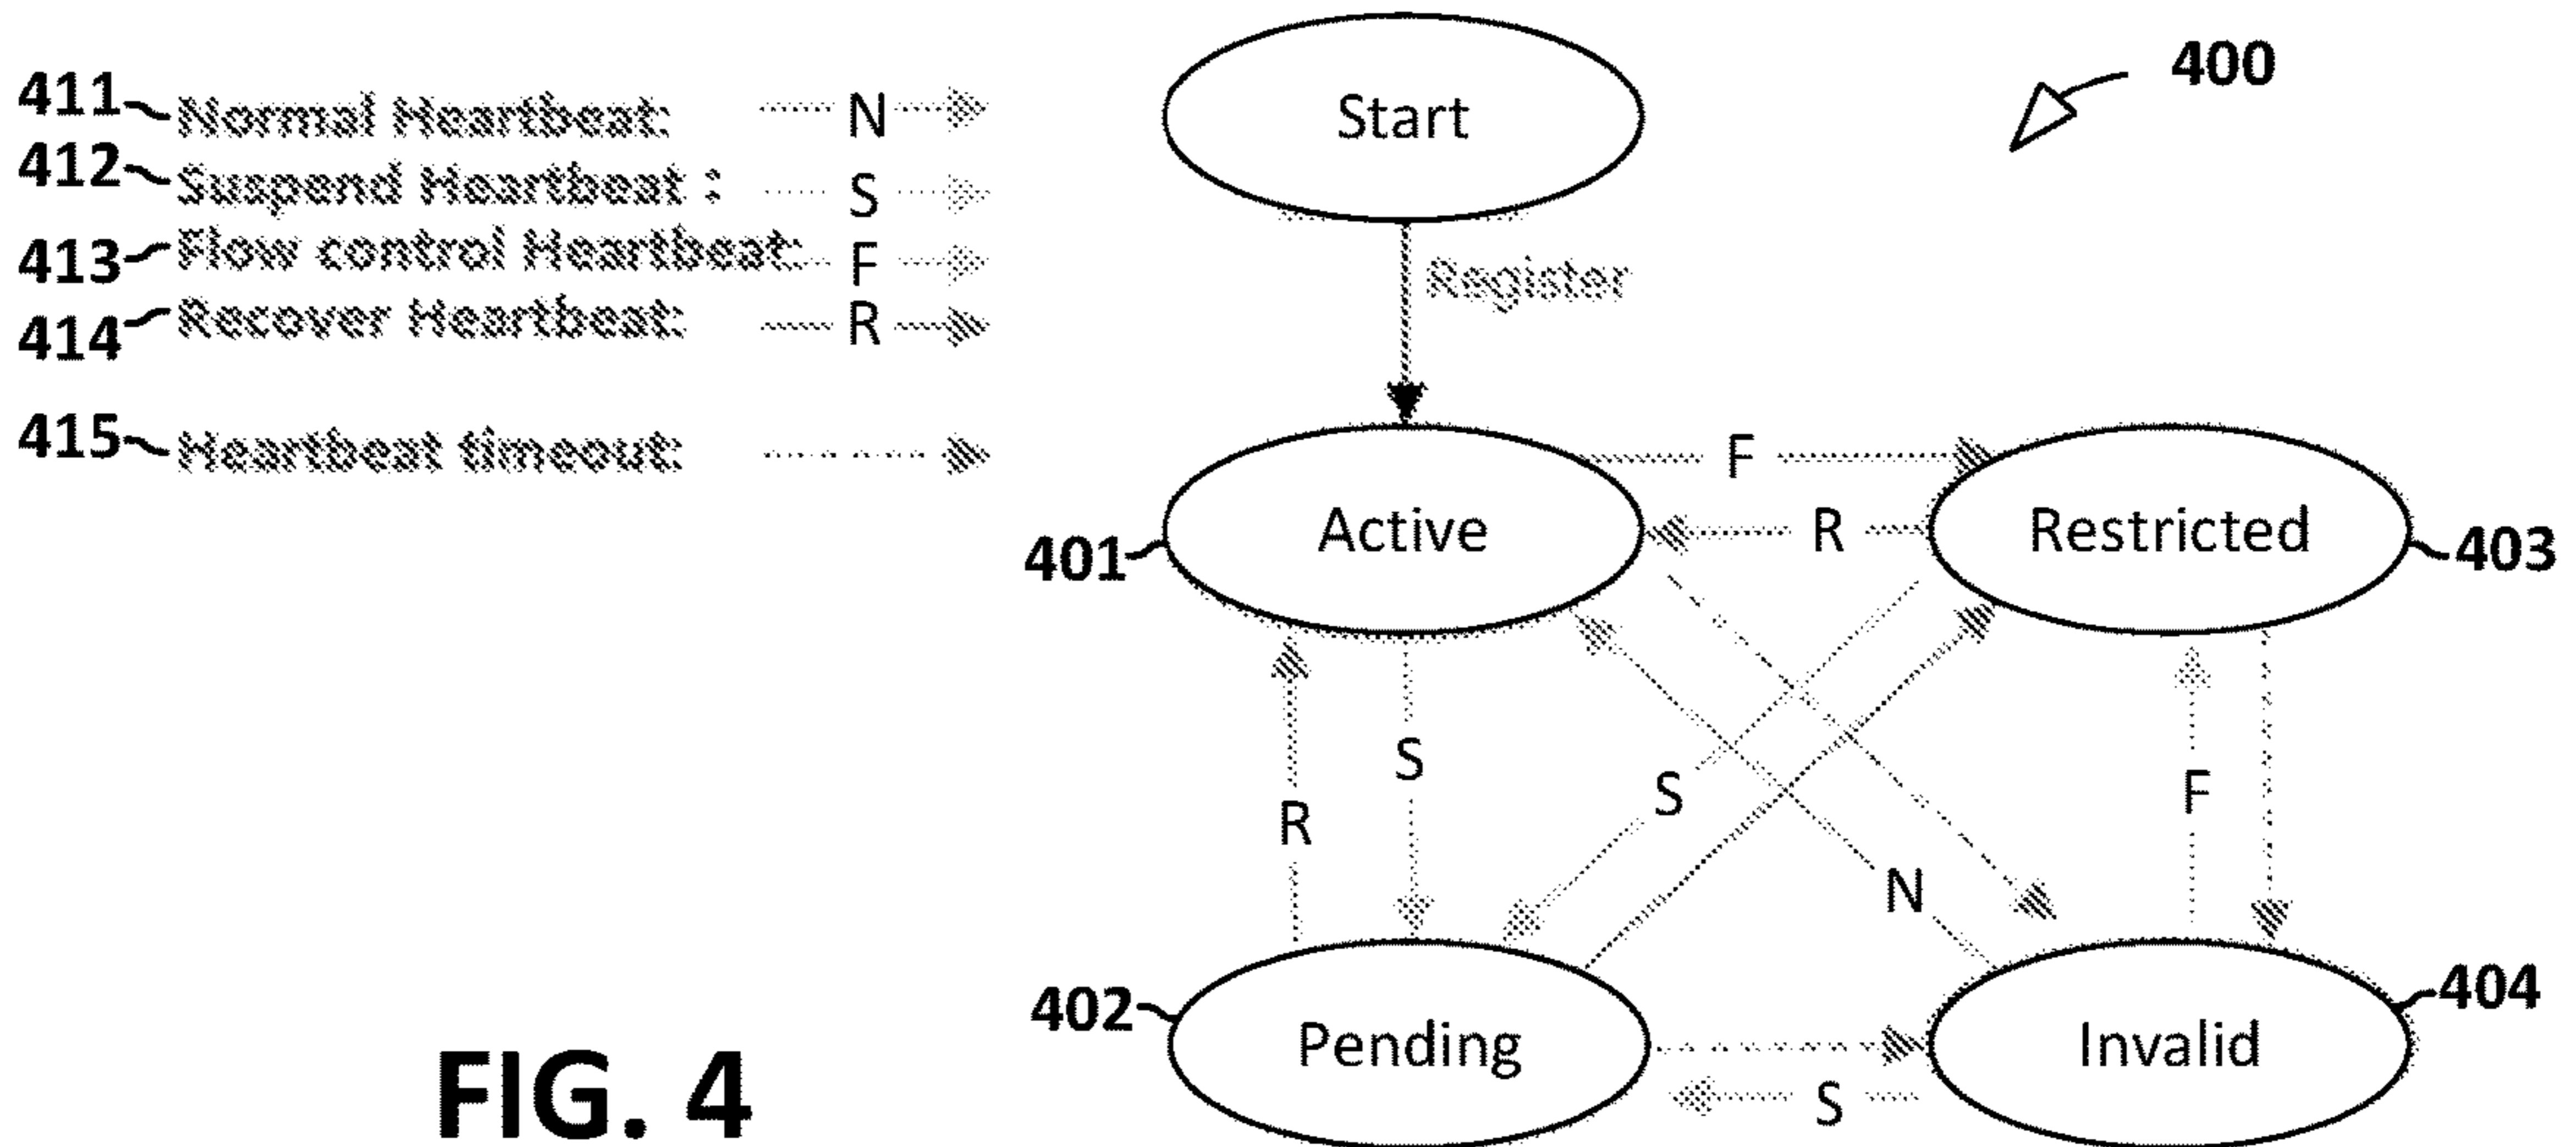 400
Start
411 Normal Heartbeat: N
412 Suspend Heartbeat : S
413 Flow control Heartbeat: F
414 Recover Heartbeat: R
415 Heartbeat timeout:
Register
F
401 Active R Restricted 403
S
R S F
N
402 Pending Invalid 404
S
FIG. 4